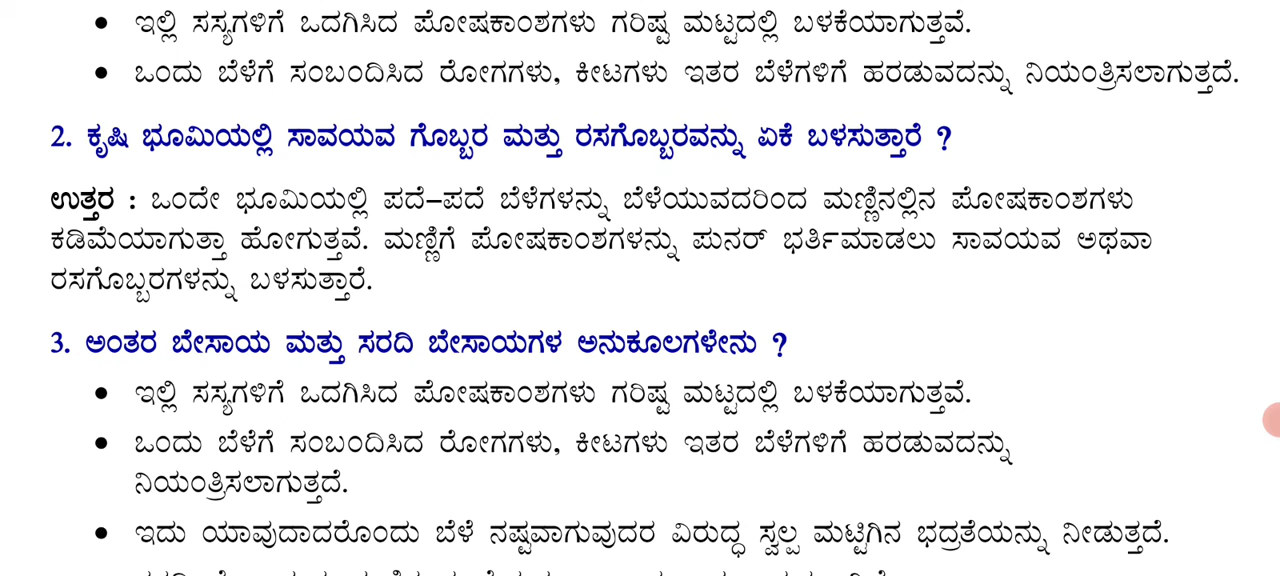 • ಇಲ್ಲಿ ಸಸ್ಯಗಳಿಗೆ ಒದಗಿಸಿದ ಪೋಷಕಾಂಶಗಳು ಗರಿಷ್ಟ ಮಟ್ಟದಲ್ಲಿ ಬಳಕೆಯಾಗುತ್ತವೆ.
• ಒಂದು ಬೆಳೆಗೆ ಸಂಬಂದಿಸಿದ ರೋಗಗಳು, ಕೀಟಗಳು ಇತರ ಬೆಳೆಗಳಿಗೆ ಹರಡುವದನ್ನು ನಿಯಂತ್ರಿಸಲಾಗುತ್ತದೆ.
2. ಕೃಷಿ ಭೂಮಿಯಲ್ಲಿ ಸಾವಯವ ಗೊಬ್ಬರ ಮತ್ತು ರಸಗೊಬ್ಬರವನ್ನು ಏಕೆ ಬಳಸುತ್ತಾರೆ ?
ಉತ್ತರ : ಒಂದೇ ಭೂಮಿಯಲ್ಲಿ ಪದೆ-ಪದೆ ಬೆಳೆಗಳನ್ನು ಬೆಳೆಯುವದರಿಂದ ಮಣ್ಣಿನಲ್ಲಿನ ಪೋಷಕಾಂಶಗಳು
ಕಡಿಮೆಯಾಗುತ್ತಾ ಹೋಗುತ್ತವೆ. ಮಣ್ಣಿಗೆ ಪೋಷಕಾಂಶಗಳನ್ನು ಪುನರ್ ಭರ್ತಿಮಾಡಲು ಸಾವಯವ ಅಥವಾ
ರಸಗೊಬ್ಬರಗಳನ್ನು ಬಳಸುತ್ತಾರೆ.
3. ಅಂತರ ಬೇಸಾಯ ಮತ್ತು ಸರದಿ ಬೇಸಾಯಗಳ ಅನುಕೂಲಗಳೇನು ?
• ಇಲ್ಲಿ ಸಸ್ಯಗಳಿಗೆ ಒದಗಿಸಿದ ಪೋಷಕಾಂಶಗಳು ಗರಿಷ್ಟ ಮಟ್ಟದಲ್ಲಿ ಬಳಕೆಯಾಗುತ್ತವೆ.
• ಒಂದು ಬೆಳೆಗೆ ಸಂಬಂದಿಸಿದ ರೋಗಗಳು, ಕೀಟಗಳು ಇತರ ಬೆಳೆಗಳಿಗೆ ಹರಡುವದನ್ನು
ನಿಯಂತ್ರಿಸಲಾಗುತ್ತದೆ.
• ಇದು ಯಾವುದಾದರೊಂದು ಬೆಳೆ ನಷ್ಟವಾಗುವುದರ ವಿರುದ್ಧ ಸ್ವಲ್ಪ ಮಟ್ಟಿಗಿನ ಭದ್ರತೆಯನ್ನು ನೀಡುತ್ತದೆ.